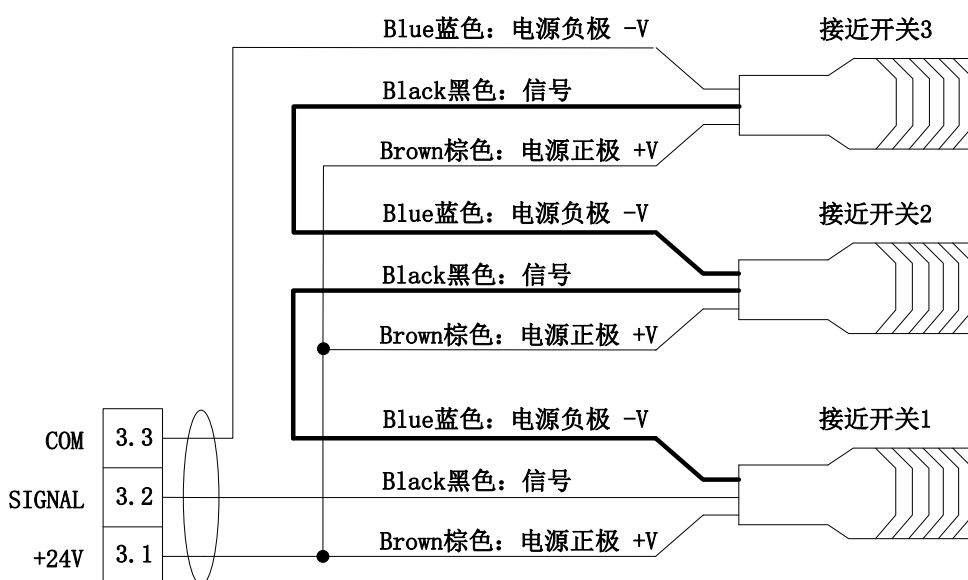 Blue蓝色：电源负极 -V
接近开关3
Black黑色：信号
Brown棕色：电源正极 +V
Blue蓝色：电源负极 -V
接近开关2
Black黑色：信号
Brown棕色：电源正极 +V
Blue蓝色：电源负极 -V
接近开关1
COM 3.3
Black黑色：信号
SIGNAL 3.2
Brown棕色：电源正极 +V
+24V 3.1